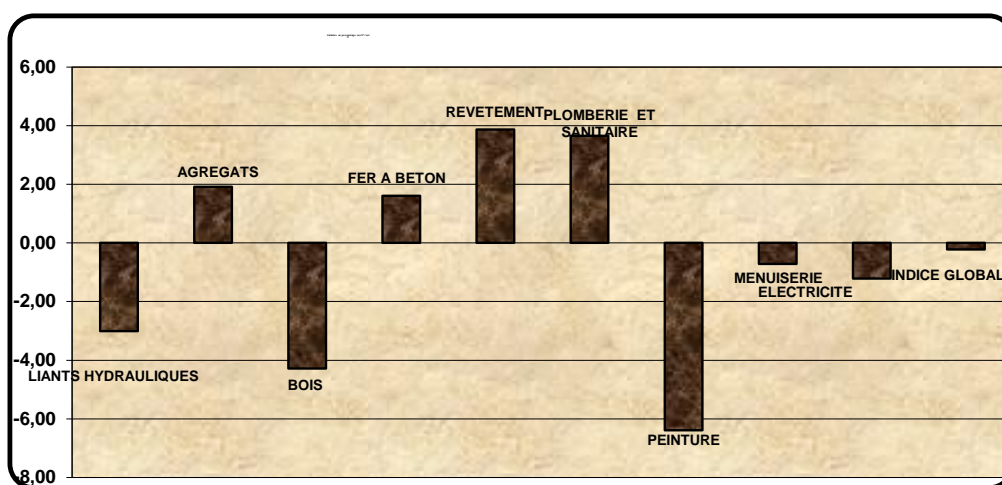 6,00
4,00
2,00
0,00
-2,00
-4,00
-6,00
-8,00
LIANTS HYDRAULIQUES
AGREGATS
BOIS
FER A BETON
REVETEMENT
PLOMBERIE ET
SANITAIRE
PEINTURE
MENUISERIE
ELECTRICITE
INDICE GLOBAL